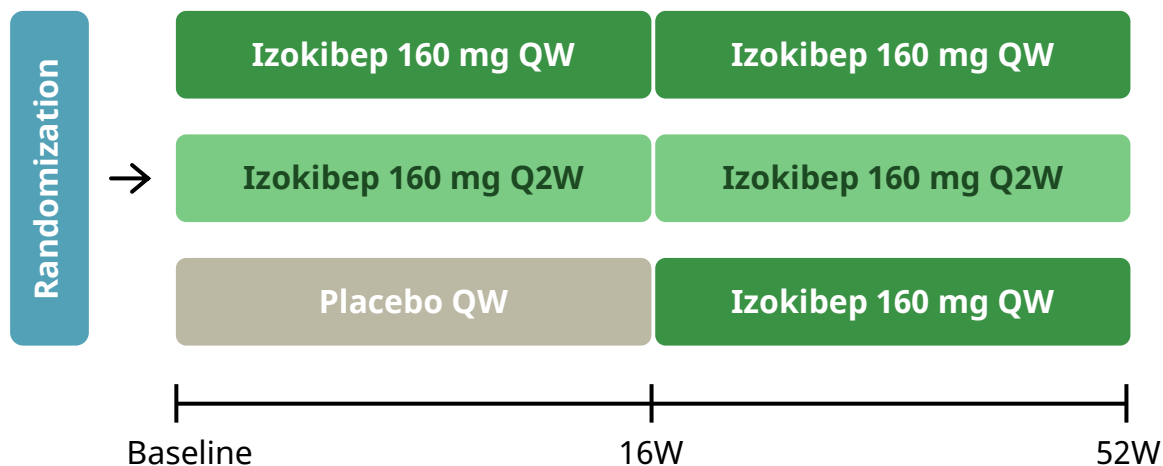 Randomization
Izokibep 160 mg QW
Izokibep 160 mg QW
Izokibep 160 mg Q2W
Izokibep 160 mg Q2W
Placebo QW
Izokibep 160 mg QW
Baseline
16W
52W